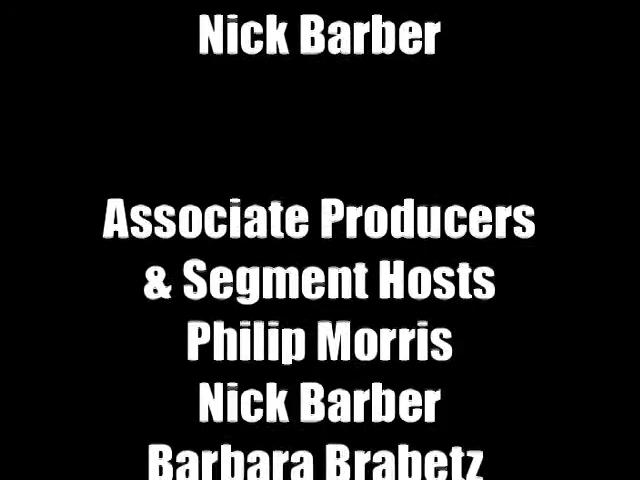 Nick Barber
Associate Producers
& Segment Hosts
Philip Morris
Nick Barber
Barbara Brabetz